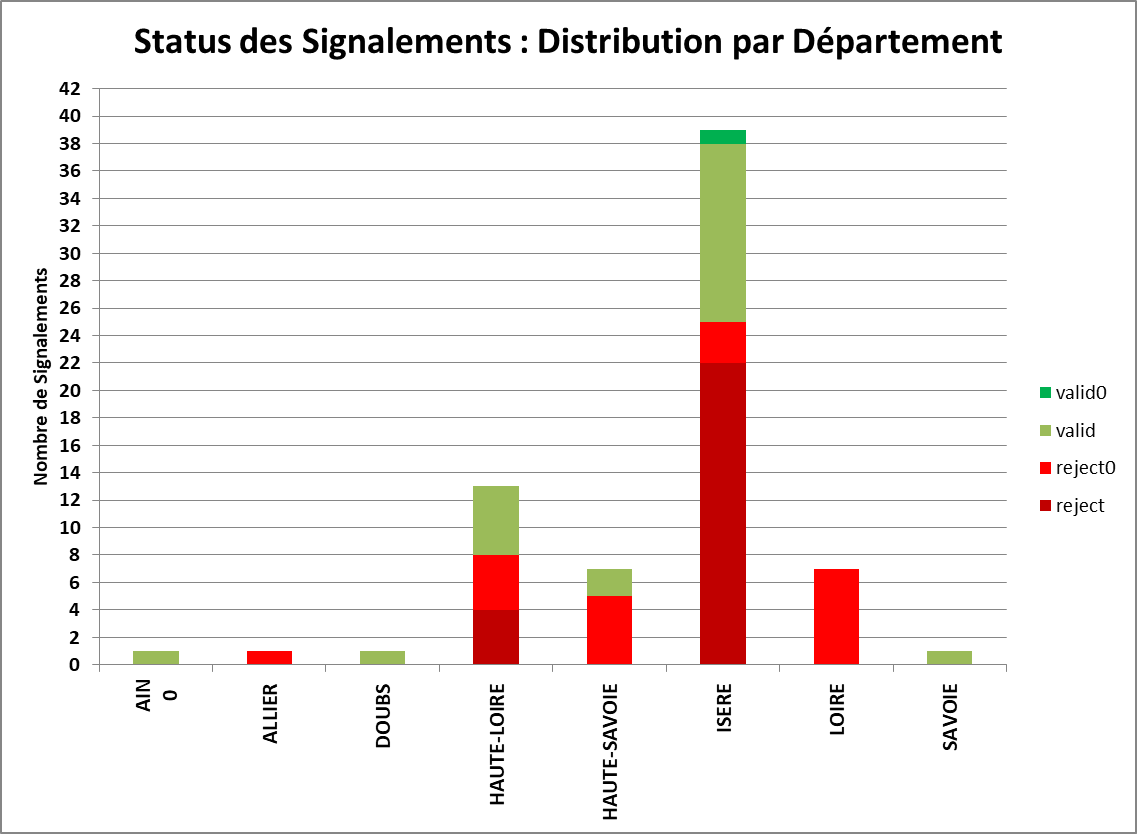 Status des Signalements : Distribution par Département
Nombre de Signalements
42
40
38
36
34
32
30
28
26
24
22
20
18
16
14
12
10
8
6
4
2
0
AIN
0
ALLIER
DOUBS
HAUTE-LOIRE
HAUTE-SAVOIE
ISERE
LOIRE
SAVOIE
valid0
valid
reject0
reject